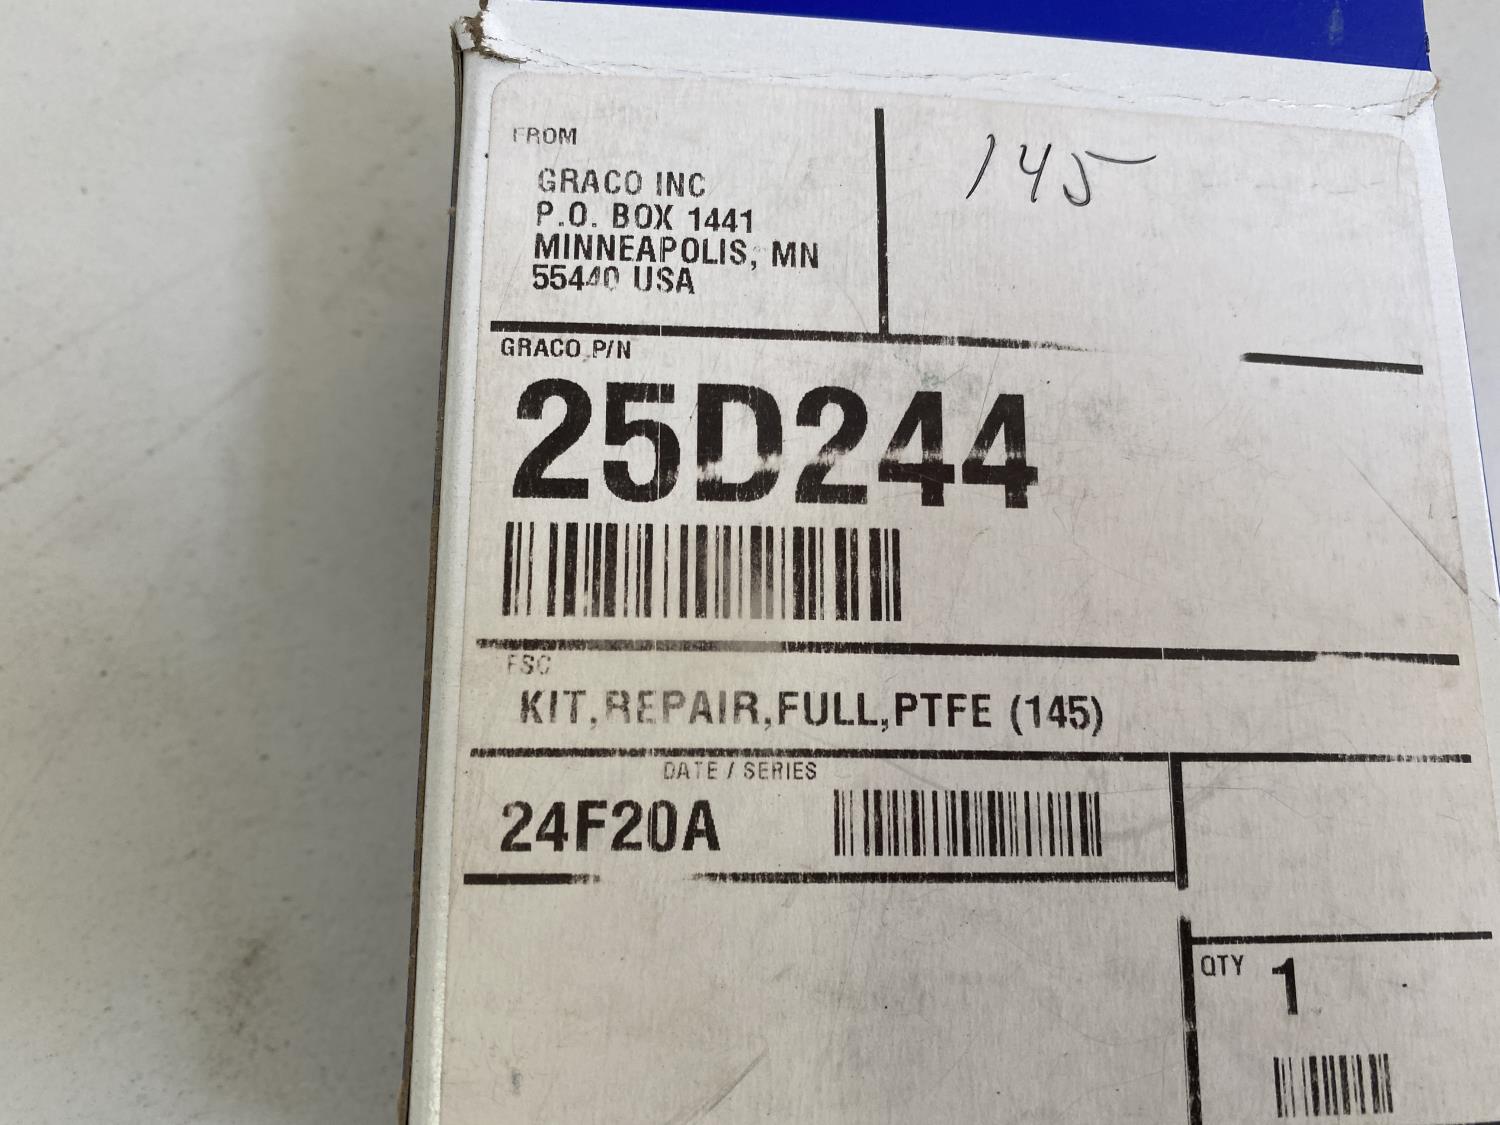 FROM
GRACO INC
P.O. BOX 1441
MINNEAPOLIS, MN
55440 USA
145
GRACO P/N
25D244
FSC
KIT,REPAIR,FULL,PTFE (145)
DATE / SERIES
24F20A
QTY 1